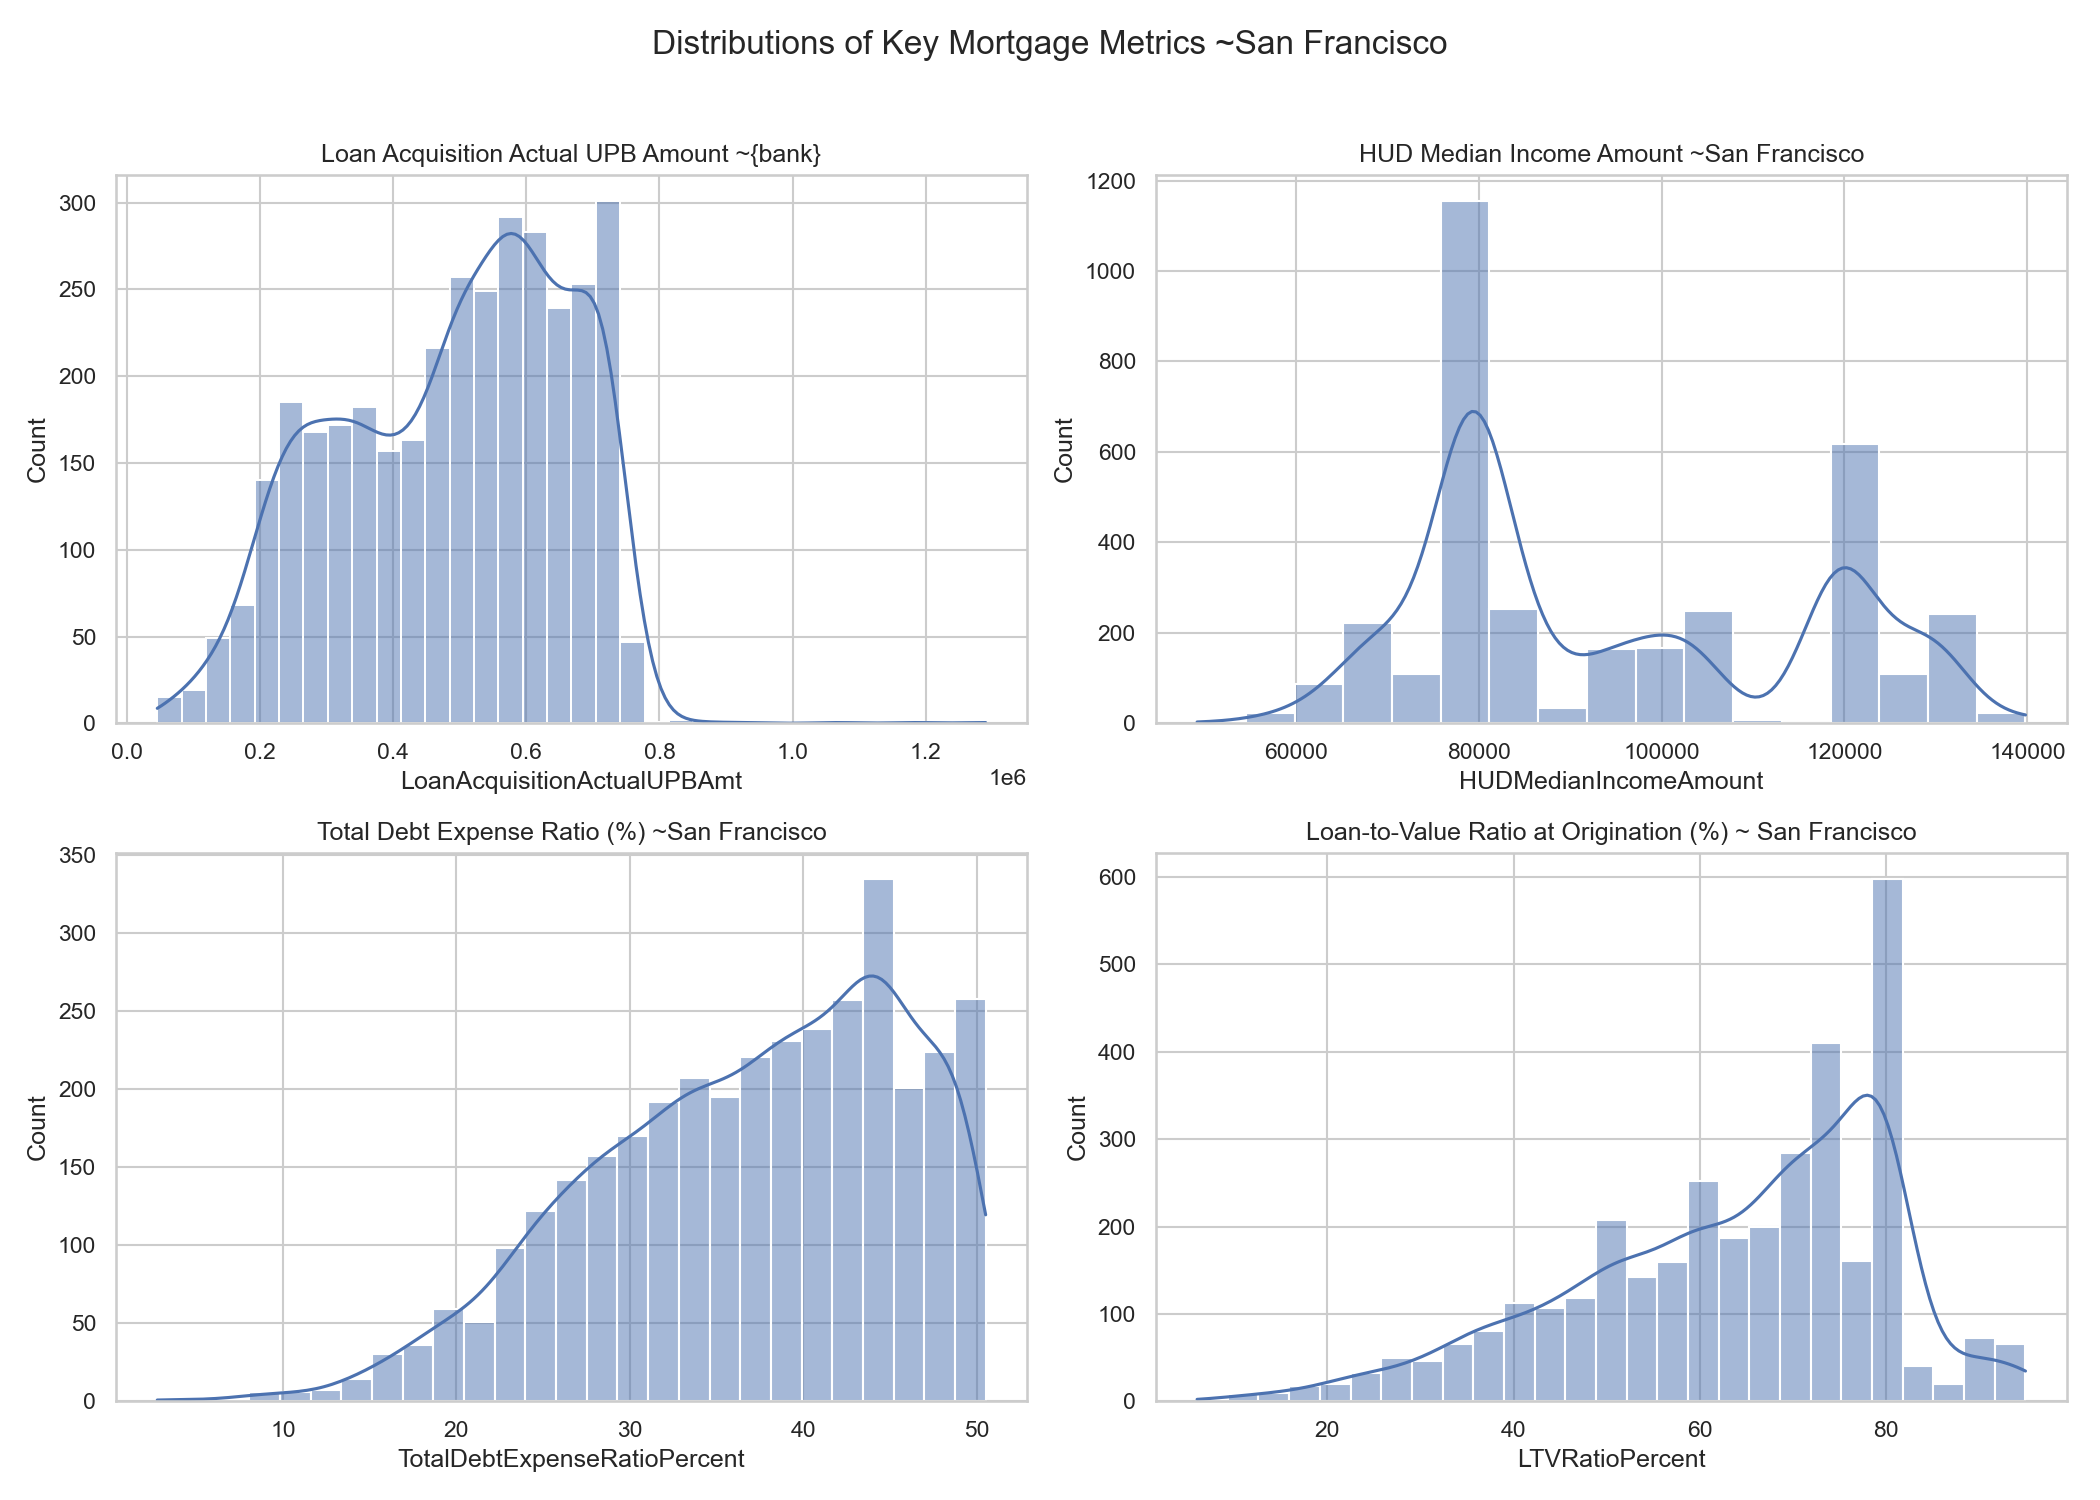 Distributions of Key Mortgage Metrics ~San Francisco
Loan Acquisition Actual UPB Amount ~{bank}
300
250
200
150
100
50
0
Count
0.0 0.2 0.4 0.6 0.8 1.0 1.2
1e6
LoanAcquisitionActualUPBAmt
HUD Median Income Amount ~San Francisco
1200
1000
800
600
400
200
0
Count
60000 80000 100000 120000 140000
HUDMedianIncomeAmount
Total Debt Expense Ratio (%) ~San Francisco
350
300
250
200
150
100
50
0
Count
10 20 30 40 50
TotalDebtExpenseRatioPercent
Loan-to-Value Ratio at Origination (%) ~ San Francisco
600
500
400
300
200
100
0
Count
20 40 60 80
LTVRatioPercent